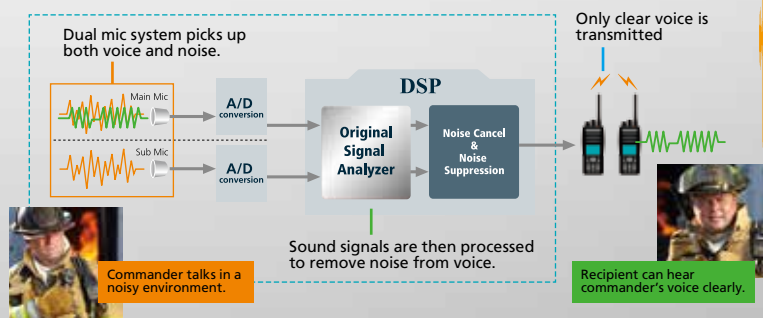 Dual mic system picks up
both voice and noise.
Only clear voice is
transmitted
Main Mic
Sub Mic
A/D
conversion
A/D
conversion
DSP
Original
Signal
Analyzer
Noise Cancel
&
Noise
Suppression
Sound signals are then processed
to remove noise from voice.
Commander talks in a
noisy environment.
Recipient can hear
commander's voice clearly.